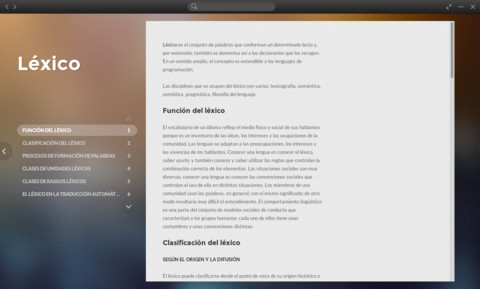 Léxico
FUNCIÓN DEL LÉXICO 1
CLASIFICACIÓN DEL LÉXICO 2
PROCESOS DE FORMACIÓN DE PALABRAS 3
CLASES DE UNIDADES LÉXICAS 4
CLASES DE RASGOS LÉXICOS 5
EL LÉXICO EN LA TRADUCCIÓN AUTOMÁT... 6
Léxico es el conjunto de palabras que conforman un determinado lecto y,
por extensión, también se denomina así a los diccionarios que los recogen.
En un sentido amplio, el concepto es extendible a los lenguajes de
programación.
Las disciplinas que se ocupan del léxico son varias: lexicografía, semántica,
semiótica, pragmática, filosofía del lenguaje.
Función del léxico
El vocabulario de un idioma refleja el medio físico y social de sus hablantes
porque es un inventario de las ideas, los intereses y las ocupaciones de la
comunidad. Las lenguas se adaptan a las preocupaciones, los intereses y
las vivencias de los hablantes. Conocer una lengua es conocer el léxico,
saber usarlo, y también conocer y saber utilizar las reglas que controlan la
combinación correcta de los elementos. Las situaciones sociales son muy
diversas, conocer una lengua es conocer las convenciones sociales que
controlan el uso de ella en distintas situaciones. Los miembros de una
comunidad usan las palabras, en general, con el mismo significado; de otro
modo resultaría muy difícil el entendimiento. El comportamiento lingüístico
es una parte del conjunto de modelos sociales de conducta que
caracterizan a los grupos humanos: cada uno de ellos tiene unas
costumbres y unas convenciones distintas.
Clasificación del léxico
SEGÚN EL ORIGEN Y LA DIFUSIÓN
El léxico puede clasificarse desde el punto de vista de su origen histórico e